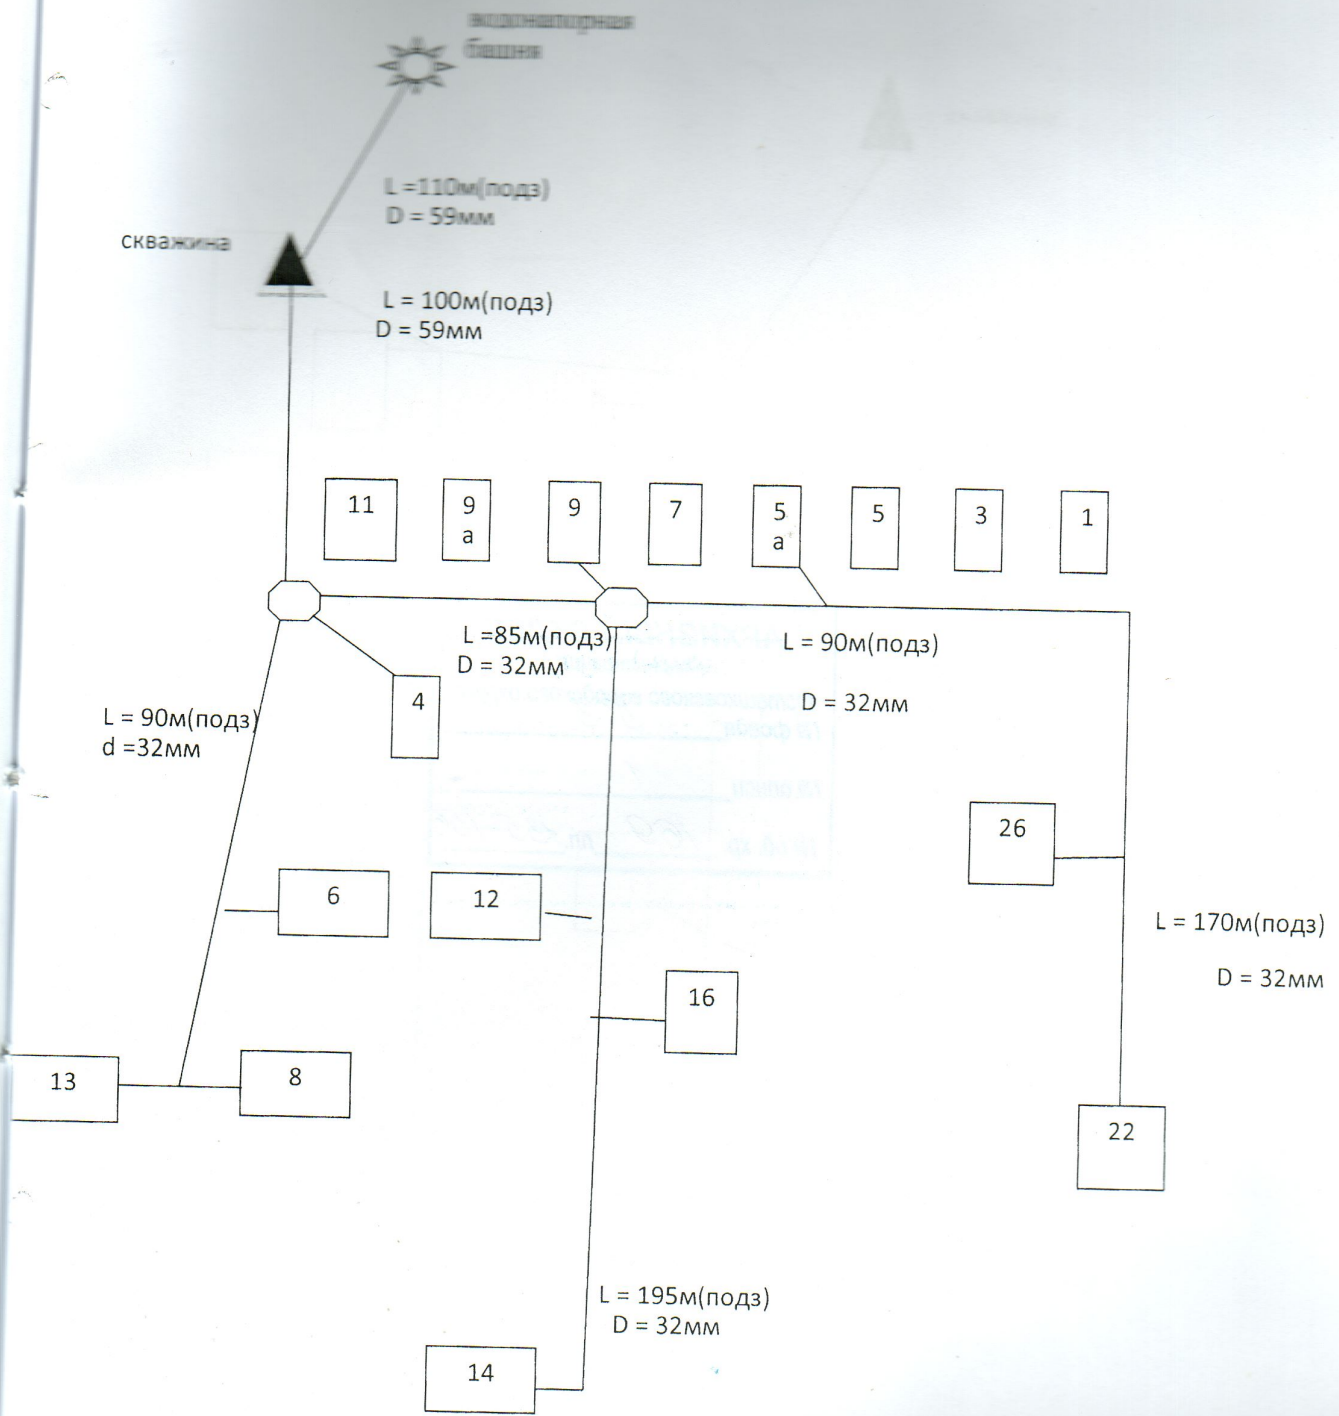 водонапорная
башня
L =110м(подз)
D = 59мм
скважина
L = 100м(подз)
D = 59мм
11
9
а
9
7
5
а
5
3
1
L =85м(подз)
D = 32мм
L = 90м(подз)
D = 32мм
4
L = 90м(подз)
d =32мм
26
6
12
L = 170м(подз)
D = 32мм
16
13
8
22
L = 195м(подз)
D = 32мм
14